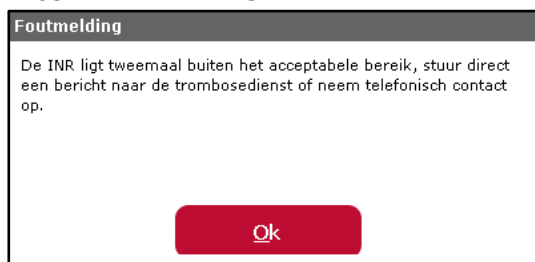 Foutmelding
De INR ligt tweemaal buiten het acceptabele bereik, stuur direct
een bericht naar de trombosedienst of neem telefonisch contact
op.
Ok